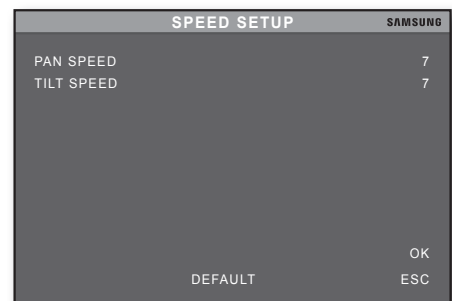 SPEED SETUP SAMSUNG
PAN SPEED 7
TILT SPEED 7
OK
DEFAULT ESC